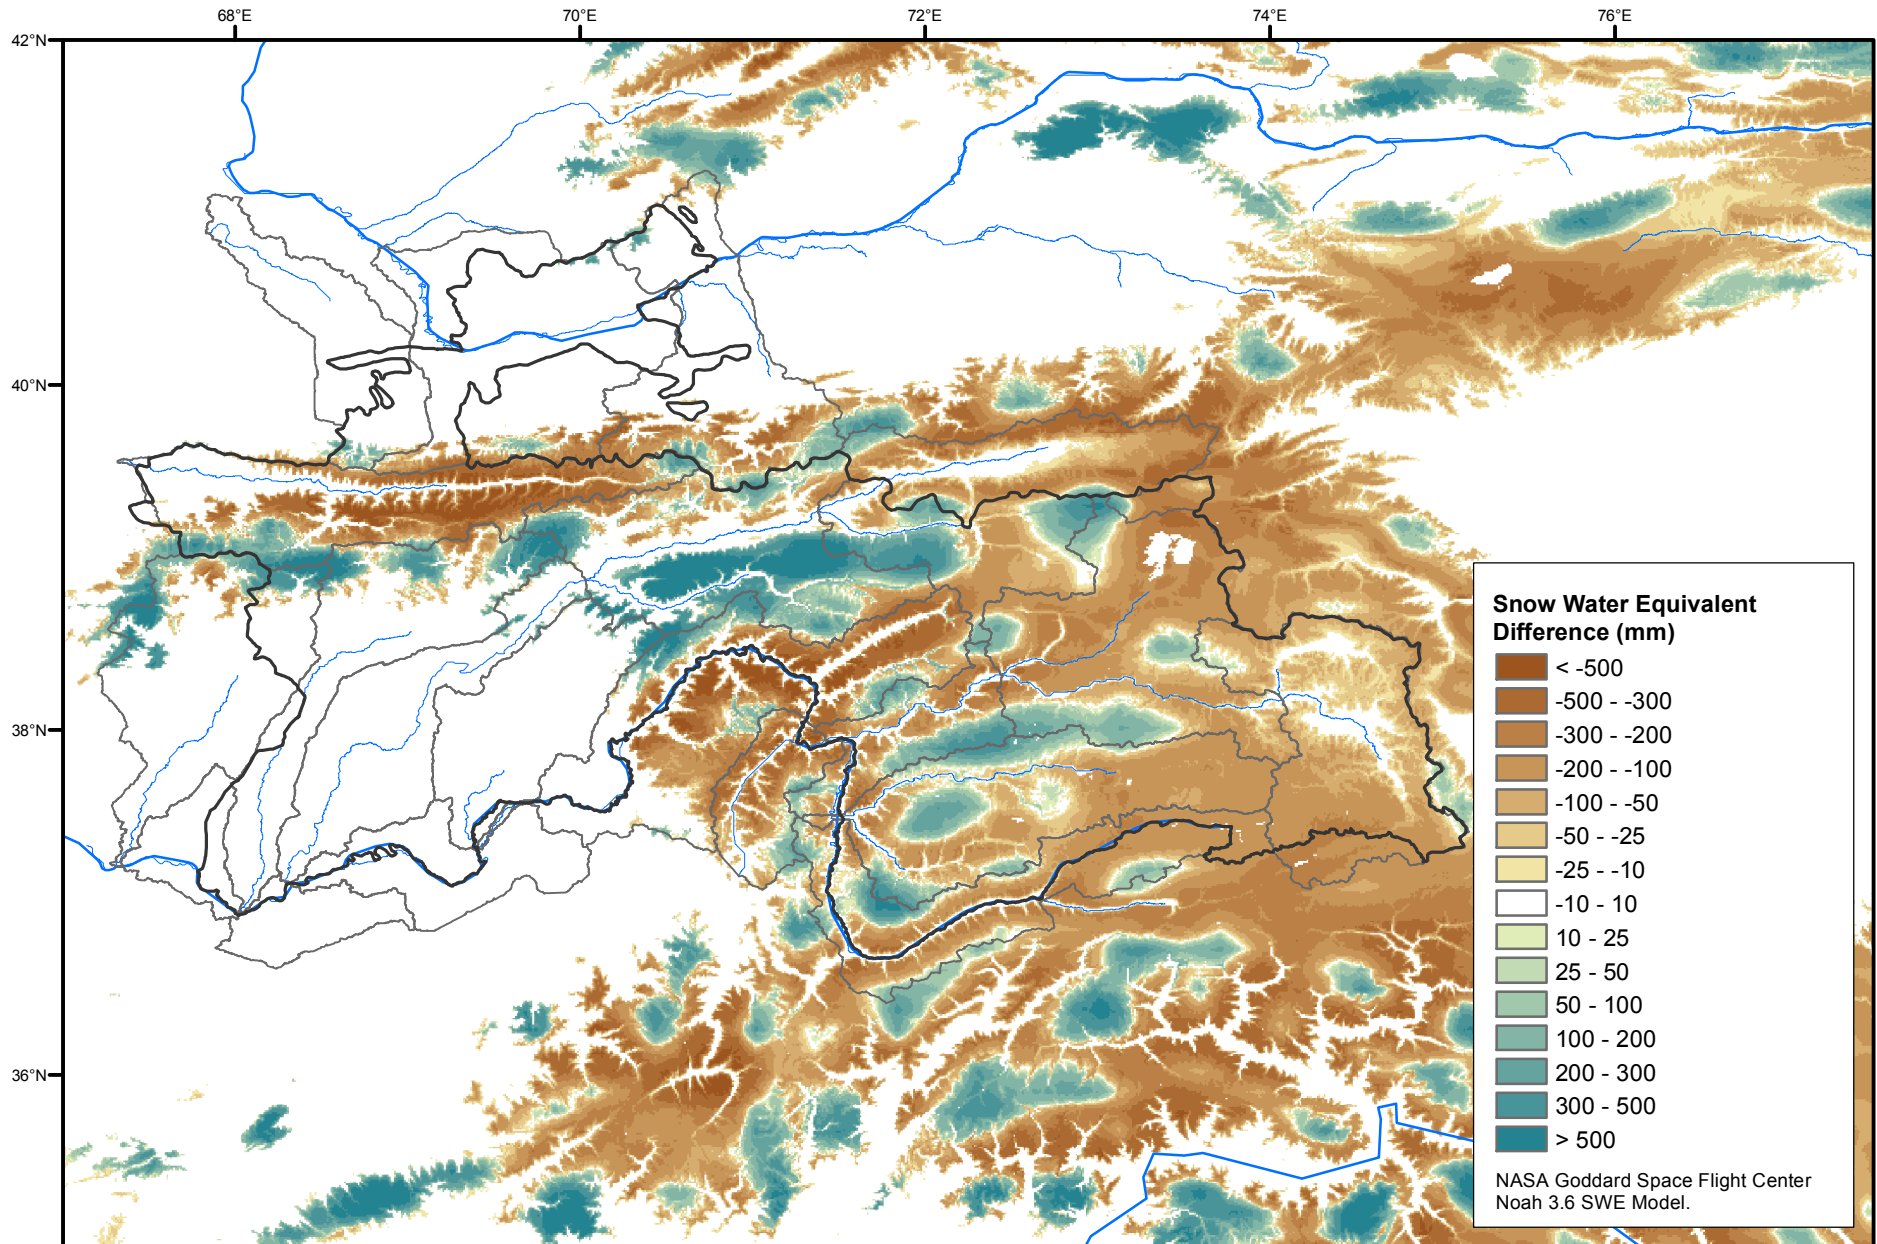 68°E 70°E 72°E 74°E 76°E
42°N
40°N
38°N
36°N
Snow Water Equivalent
Difference (mm)
< -500
-500 - -300
-300 - -200
-200 - -100
-100 - -50
-50 - -25
-25 - -10
-10 - 10
10 - 25
25 - 50
50 - 100
100 - 200
200 - 300
300 - 500
> 500
NASA Goddard Space Flight Center
Noah 3.6 SWE Model.